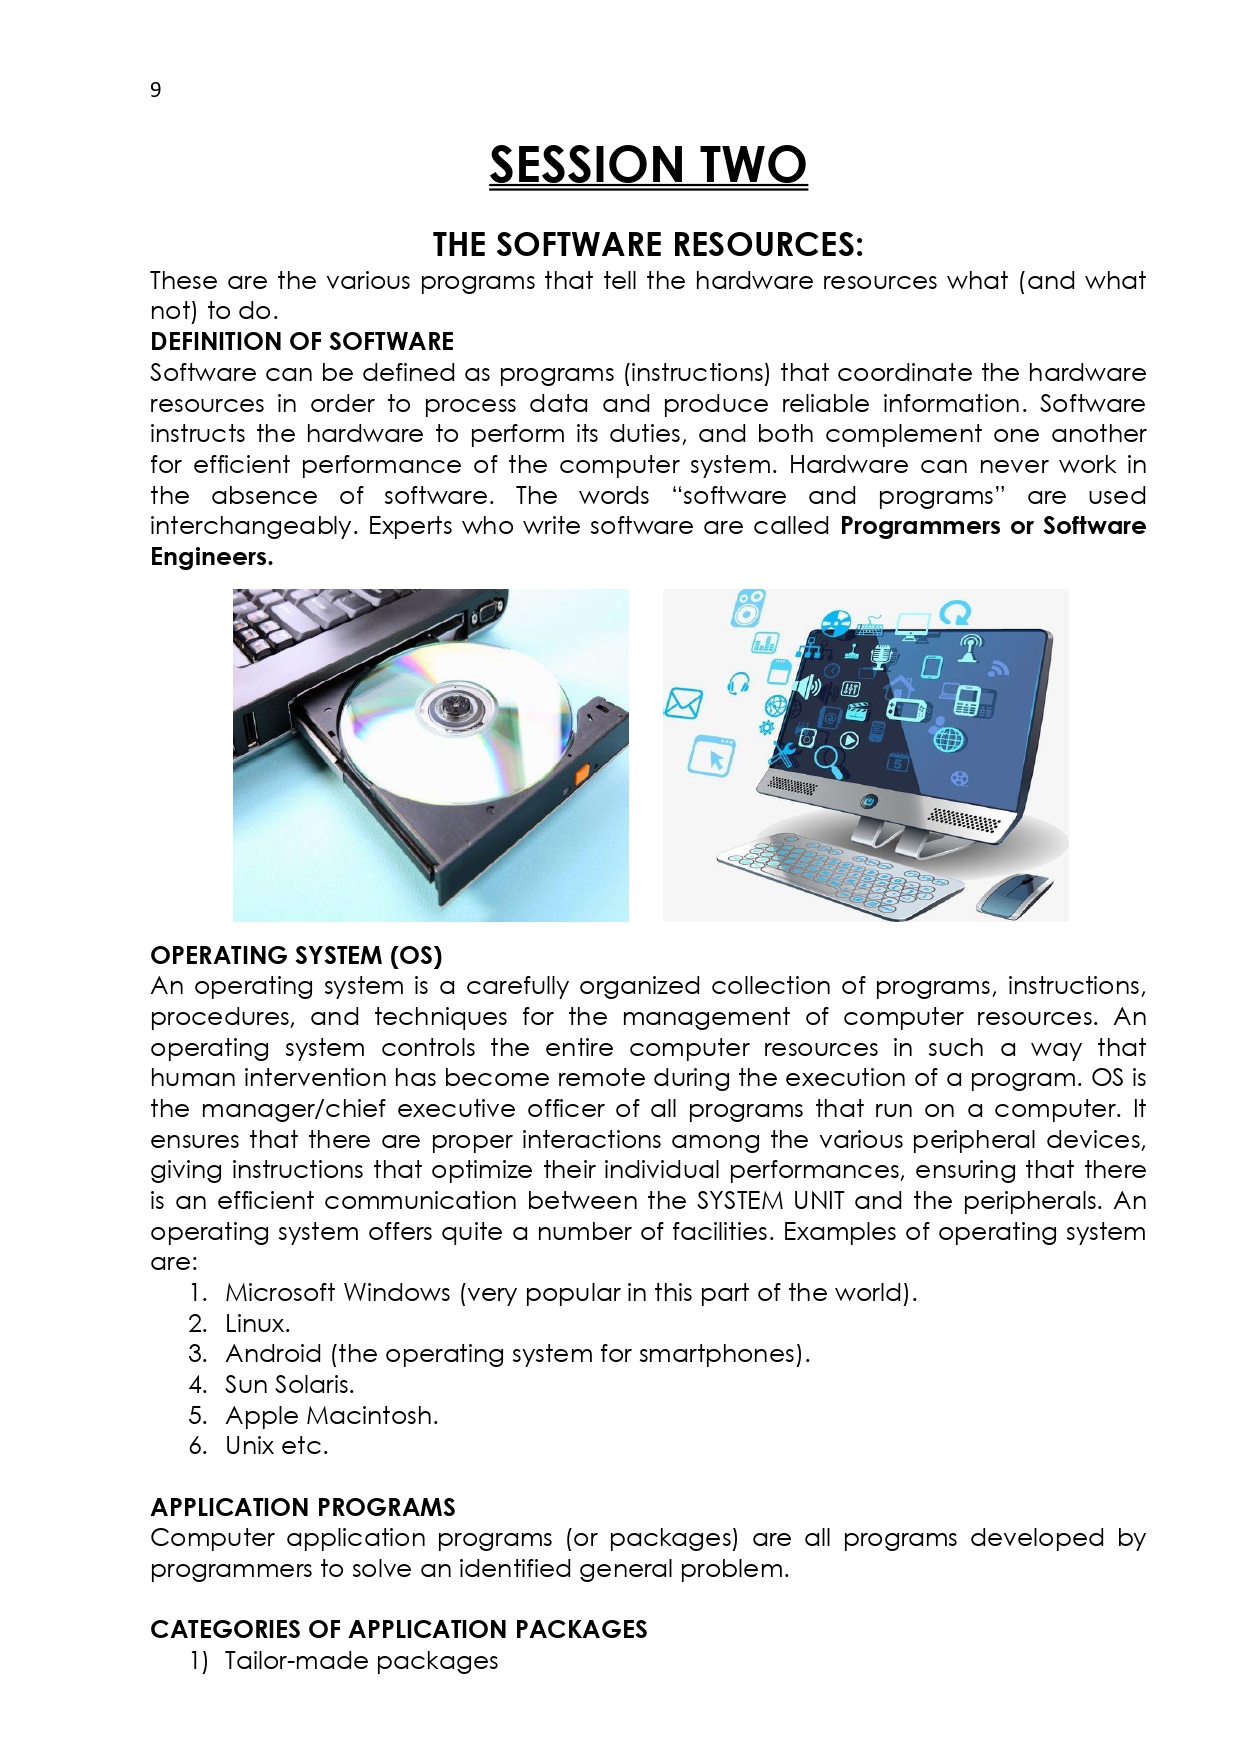 9
SESSION TWO
THE SOFTWARE RESOURCES:
These are the various programs that tell the hardware resources what (and what
not) to do.
DEFINITION OF SOFTWARE
Software can be defined as programs (instructions) that coordinate the hardware
resources in order to process data and produce reliable information. Software
instructs the hardware to perform its duties, and both complement one another
for efficient performance of the computer system. Hardware can never work in
the absence of software. The words “software and programs” are used
interchangeably. Experts who write software are called Programmers or Software
Engineers.
5
OPERATING SYSTEM (OS)
An operating system is a carefully organized collection of programs, instructions,
procedures, and techniques for the management of computer resources. An
operating system controls the entire computer resources in such a way that
human intervention has become remote during the execution of a program. OS is
the manager/chief executive officer of all programs that run on a computer. It
ensures that there are proper interactions among the various peripheral devices,
giving instructions that optimize their individual performances, ensuring that there
is an efficient communication between the SYSTEM UNIT and the peripherals. An
operating system offers quite a number of facilities. Examples of operating system
are:
1. Microsoft Windows (very popular in this part of the world).
2. Linux.
3. Android (the operating system for smartphones).
4. Sun Solaris.
5. Apple Macintosh.
6. Unix etc.
APPLICATION PROGRAMS
Computer application programs (or packages) are all programs developed by
programmers to solve an identified general problem.
CATEGORIES OF APPLICATION PACKAGES
1) Tailor-made packages